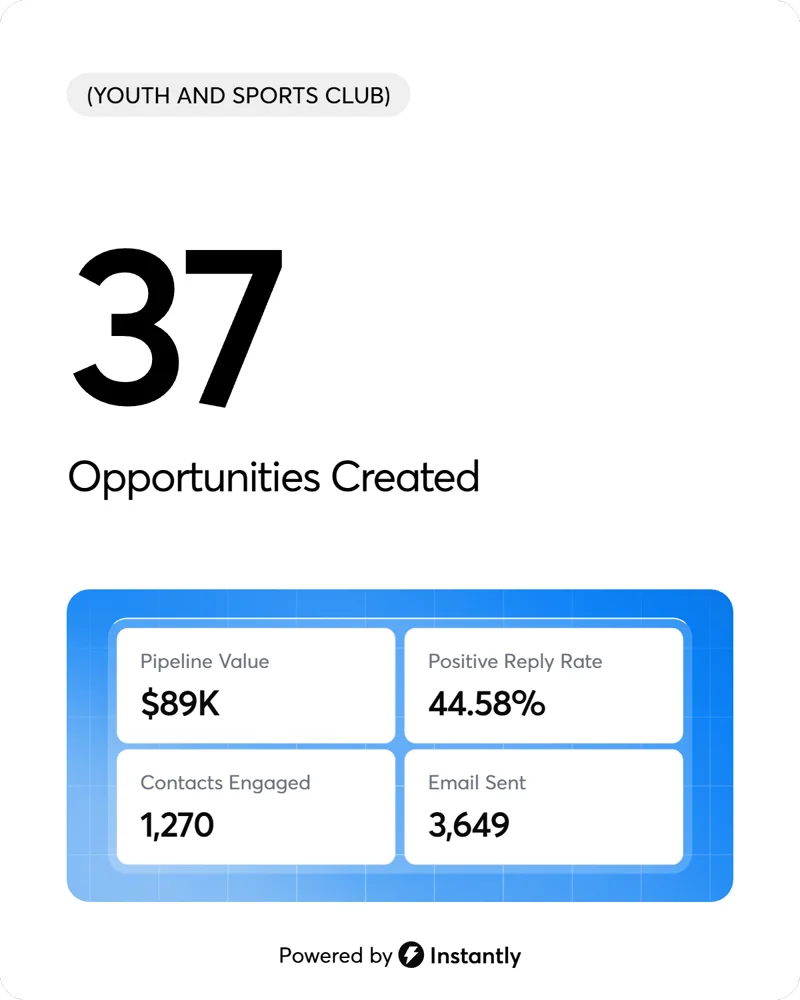 (YOUTH AND SPORTS CLUB)
37
Opportunities Created
Pipeline Value
$89K
Positive Reply Rate
44.58%
Contacts Engaged
1,270
Email Sent
3,649
Powered by Instantly